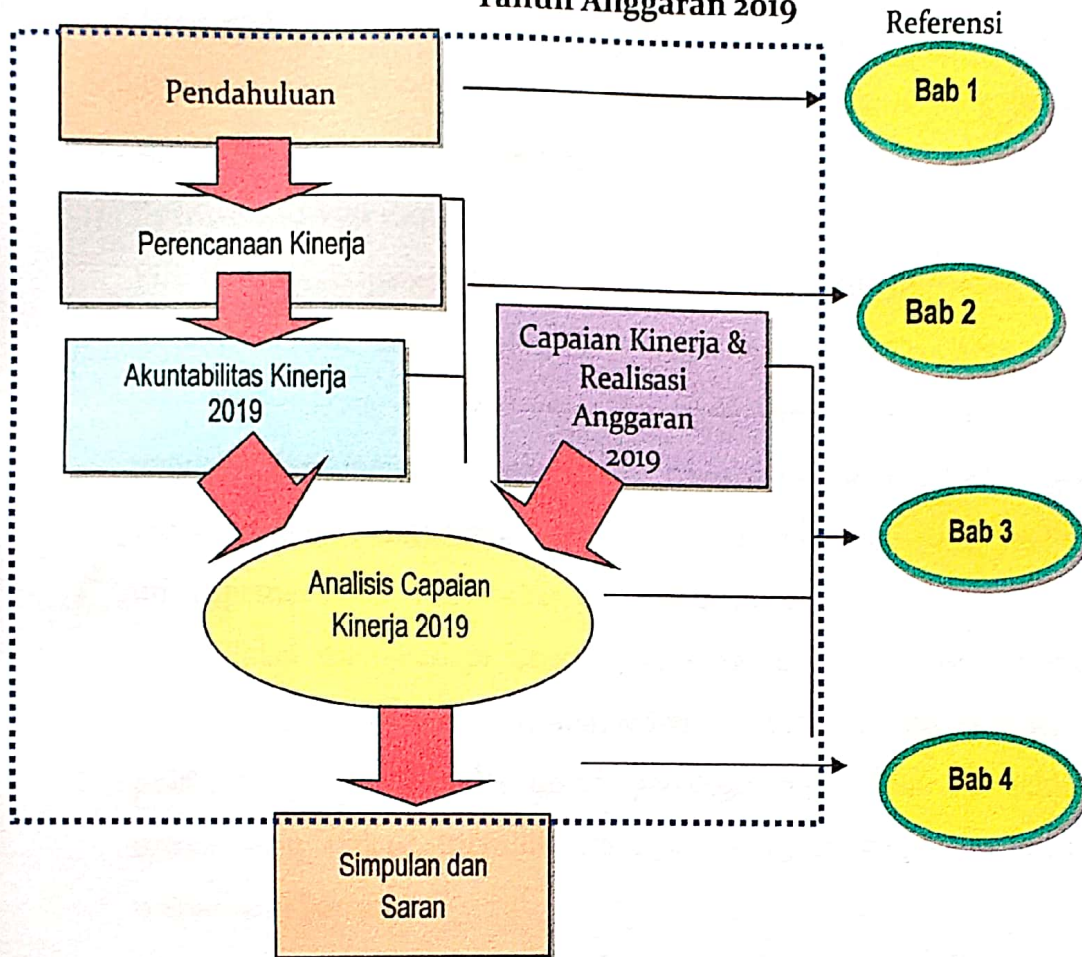 Tahun Anggaran 2019
Referensi
Pendahuluan
Bab 1
Perencanaan Kinerja
Bab 2
Akuntabilitas Kinerja
2019
Capaian Kinerja &
Realisasi
Anggaran
2019
Bab 3
Analisis Capaian
Kinerja 2019
Bab 4
Simpulan dan
Saran